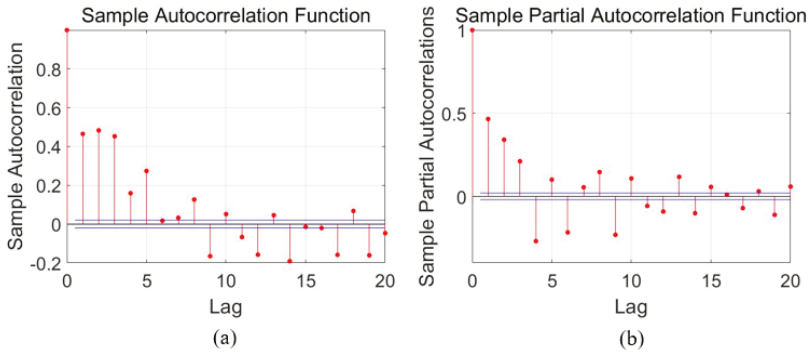 Sample Autocorrelation Function
Sample Autocorrelation
0.8
0.6
0.4
0.2
0
-0.2
0
5
10
15
20
Lag
(a)
Sample Partial Autocorrelation Function
Sample Partial Autocorrelations
1
0.5
0
0
5
10
15
20
Lag
(b)